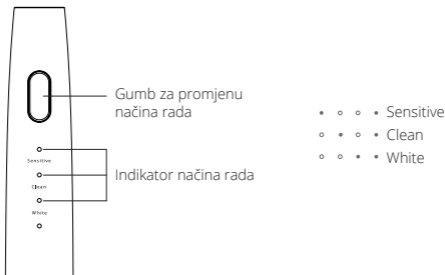 Gumb za promjenu
načina rada
Sensitive
Clean
White
Indikator načina rada
Sensitive
Clean
White